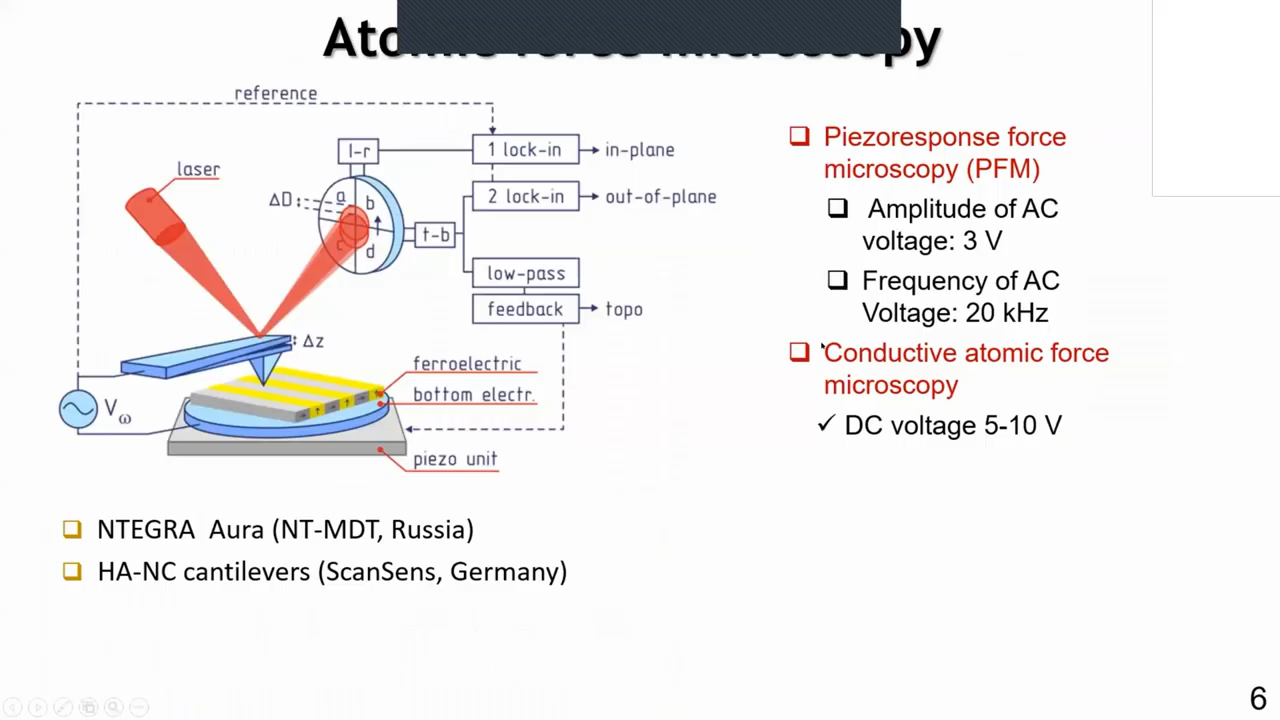 reference
laser
ΔD
a
b
c
d
l-r
t-b
1 lock-in
in-plane
2 lock-in
out-of-plane
low-pass
feedback
topo
Δz
Vω
ferroelectric
bottom electr.
piezo unit
❑ Piezoresponse force
microscopy (PFM)
❑ Amplitude of AC
voltage: 3 V
❑ Frequency of AC
Voltage: 20 kHz
❑ Conductive atomic force
microscopy
✓ DC voltage 5-10 V
❑ NTEGRA Aura (NT-MDT, Russia)
❑ HA-NC cantilevers (ScanSens, Germany)
6